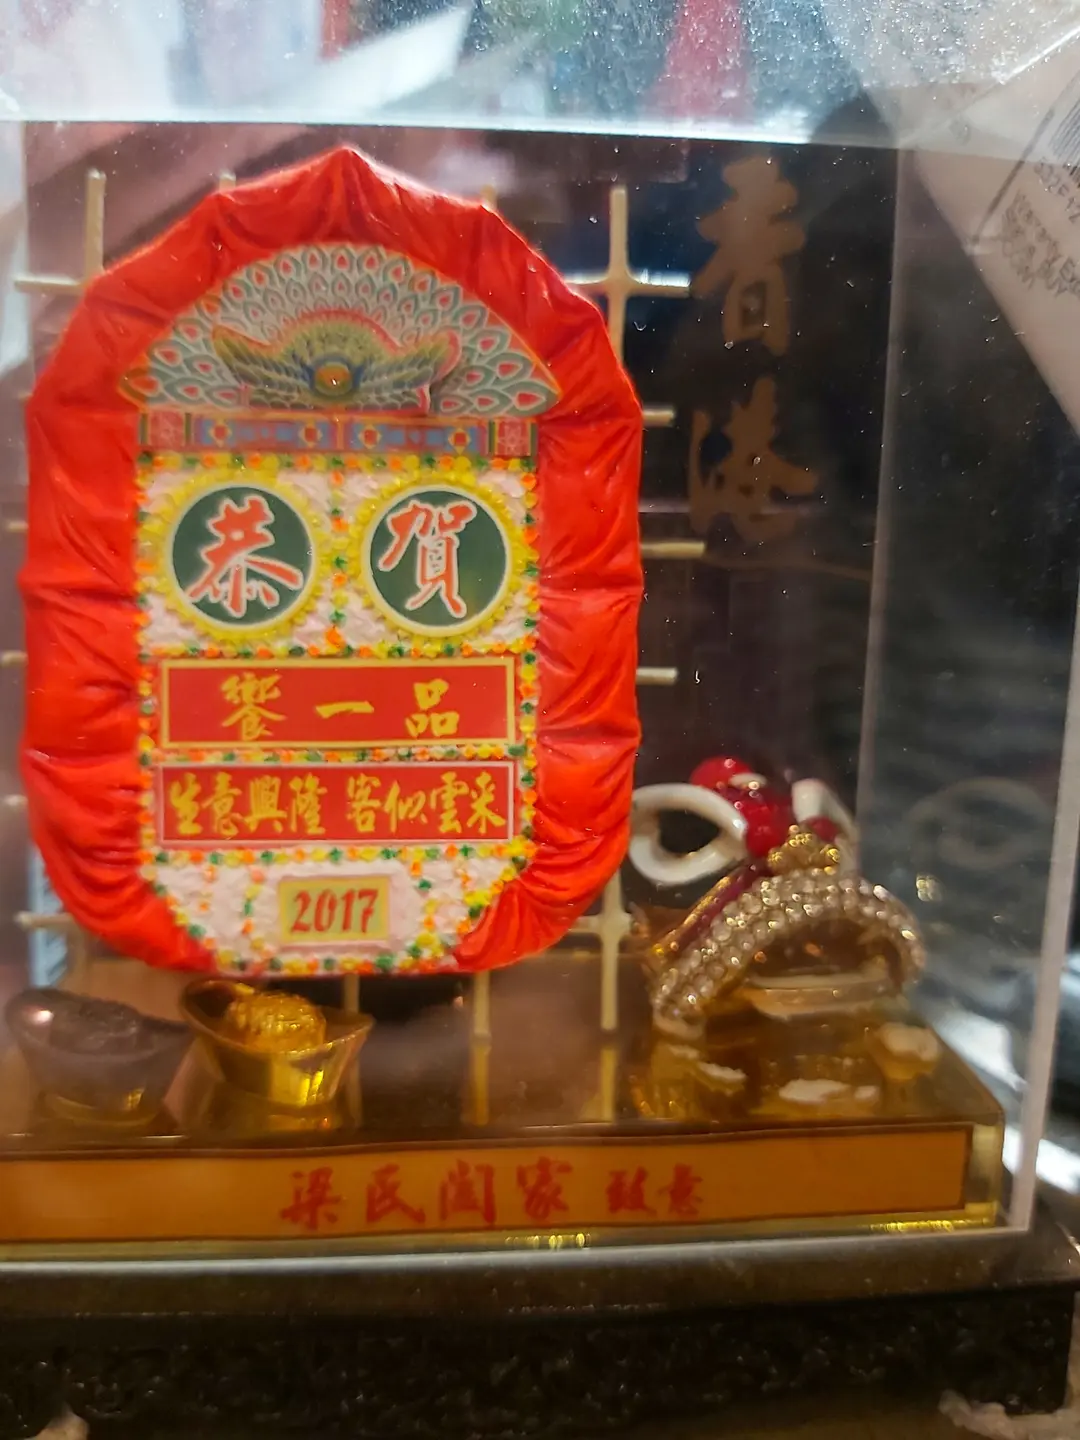 香港
恭賀
饗一品
生意興隆 客似雲来
2017
梁氏闔家 致意